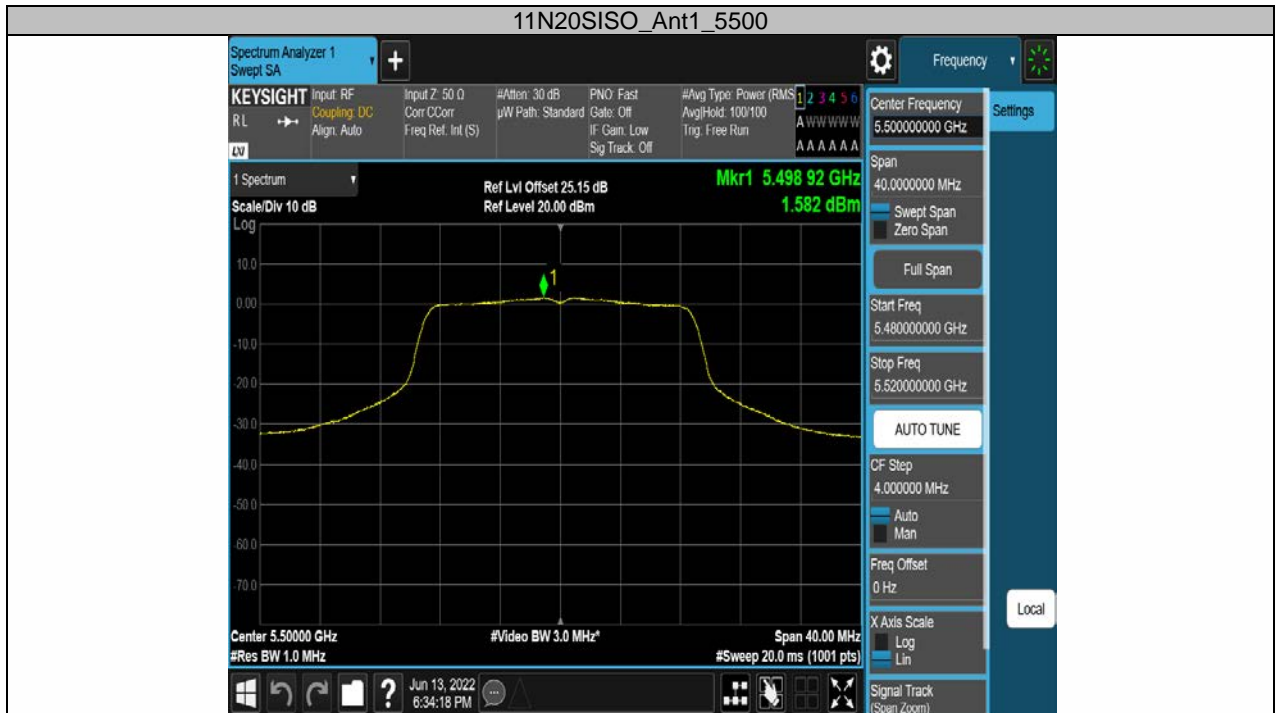 11N20SISO_Ant1_5500
Spectrum Analyzer 1
Swept SA
+
Frequency
KEYSIGHT
RL
LXI
Input: RF
Coupling: DC
Align: Auto
Input Z: 50 Ω
Corr CCorr
Freq Ref: Int (S)
#Atten: 30 dB
µW Path: Standard
PNO: Fast
Gate: Off
IF Gain: Low
Sig Track: Off
#Avg Type: Power (RMS
Avg|Hold: 100/100
Trig: Free Run
1 2 3 4 5 6
A W W W W W
A A A A A A
1 Spectrum
Scale/Div 10 dB
Ref Lvl Offset 25.15 dB
Ref Level 20.00 dBm
Mkr1 5.498 92 GHz
1.582 dBm
Log
10.0
0.00
-10.0
-20.0
-30.0
-40.0
-50.0
-60.0
-70.0
1
Center 5.50000 GHz
#Res BW 1.0 MHz
#Video BW 3.0 MHz*
Span 40.00 MHz
#Sweep 20.0 ms (1001 pts)
?
Jun 13, 2022
6:34:18 PM
Center Frequency
5.500000000 GHz
Span
40.0000000 MHz
Swept Span
Zero Span
Full Span
Start Freq
5.480000000 GHz
Stop Freq
5.520000000 GHz
AUTO TUNE
CF Step
4.000000 MHz
Auto
Man
Freq Offset
0 Hz
X Axis Scale
Log
Lin
Signal Track
(Span Zoom)
Settings
Local